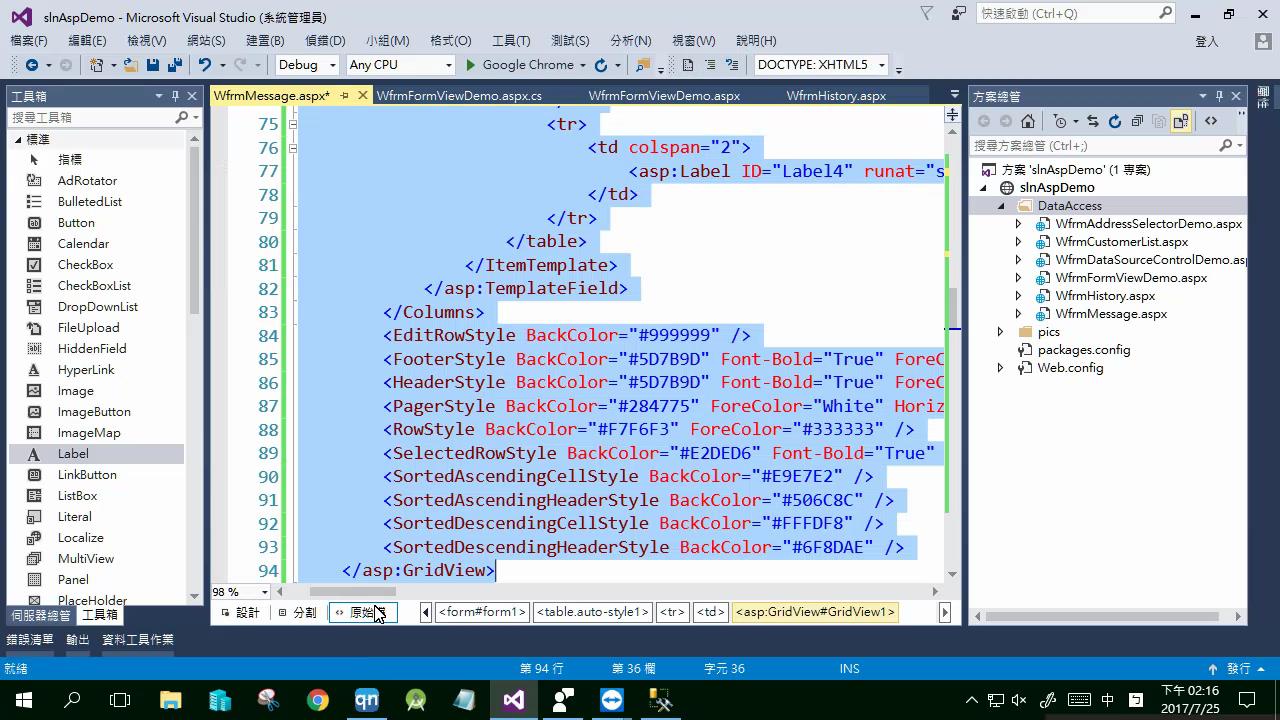 slnAspDemo - Microsoft Visual Studio (系統管理員)
快速啟動 (Ctrl+Q)
檔案(F) 編輯(E) 檢視(V) 網站(S) 建置(B) 偵錯(D) 小組(M) 格式(O) 工具(T) 測試(S) 分析(N) 視窗(W) 說明(H) 登入
Debug Any CPU Google Chrome DOCTYPE: XHTML5
工具箱
搜尋工具箱
標準
指標
AdRotator
BulletedList
Button
Calendar
CheckBox
CheckBoxList
DropDownList
FileUpload
HiddenField
HyperLink
Image
ImageButton
ImageMap
Label
LinkButton
ListBox
Literal
Localize
MultiView
Panel
PlaceHolder
伺服器總管 工具箱
WfrmMessage.aspx* WfrmFormViewDemo.aspx.cs WfrmFormViewDemo.aspx WfrmHistory.aspx
75 <tr>
76 <td colspan="2">
77 <asp:Label ID="Label4" runat="s
78 </td>
79 </tr>
80 </table>
81 </ItemTemplate>
82 </asp:TemplateField>
83 </Columns>
84 <EditRowStyle BackColor="#999999" />
85 <FooterStyle BackColor="#5D7B9D" Font-Bold="True" ForeC
86 <HeaderStyle BackColor="#5D7B9D" Font-Bold="True" ForeC
87 <PagerStyle BackColor="#284775" ForeColor="White" Horiz
88 <RowStyle BackColor="#F7F6F3" ForeColor="#333333" />
89 <SelectedRowStyle BackColor="#E2DED6" Font-Bold="True"
90 <SortedAscendingCellStyle BackColor="#E9E7E2" />
91 <SortedAscendingHeaderStyle BackColor="#506C8C" />
92 <SortedDescendingCellStyle BackColor="#FFFDF8" />
93 <SortedDescendingHeaderStyle BackColor="#6F8DAE" />
94 </asp:GridView>
98 %
設計 分割 原始 <form#form1> <table.auto-style1> <tr> <td> <asp:GridView#GridView1>
方案總管
搜尋方案總管 (Ctrl+;)
方案 'slnAspDemo' (1 專案)
slnAspDemo
DataAccess
WfrmAddressSelectorDemo.aspx
WfrmCustomerList.aspx
WfrmDataSourceControlDemo.asp
WfrmFormViewDemo.aspx
WfrmHistory.aspx
WfrmMessage.aspx
pics
packages.config
Web.config
錯誤清單 輸出 資料工具作業
就緒 第 94 行 第 36 欄 字元 36 INS 發行
中 下午 02:16
2017/7/25